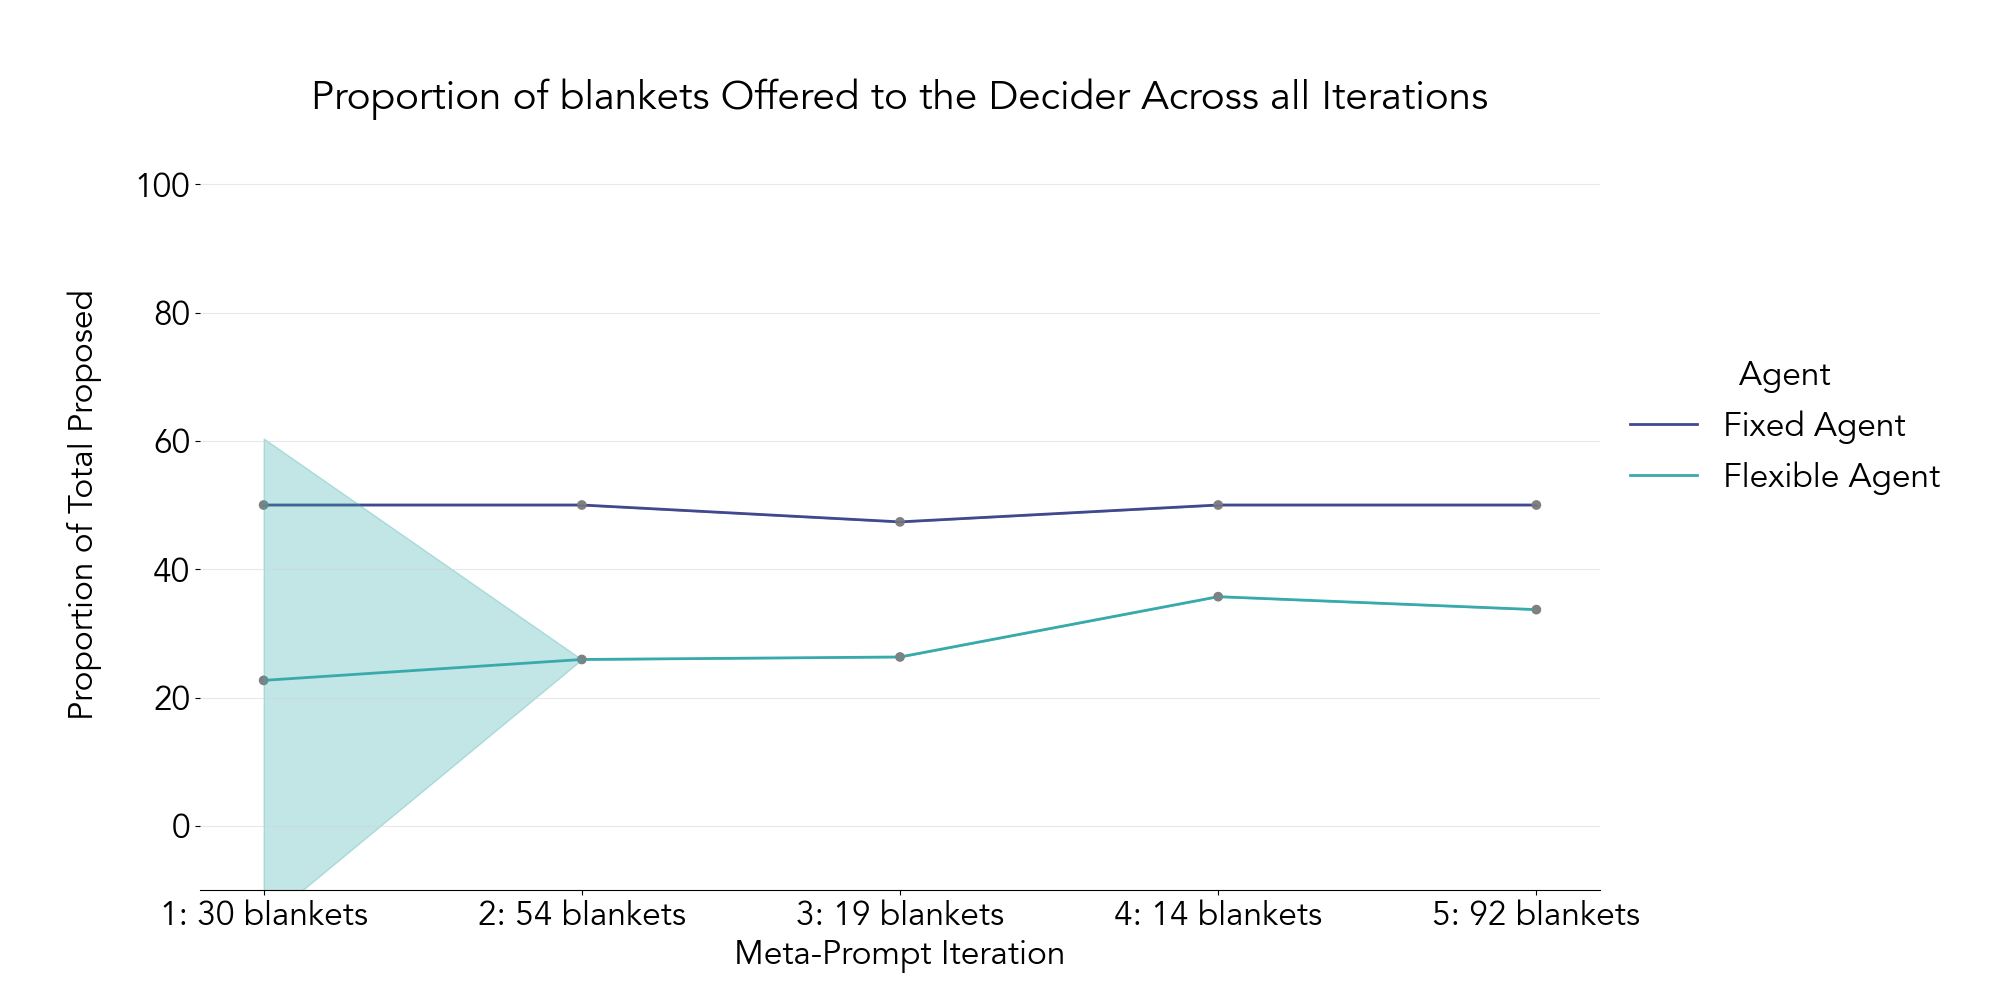 Proportion of blankets Offered to the Decider Across all Iterations
Proportion of Total Proposed
100
80
60
40
20
0
1: 30 blankets
2: 54 blankets
3: 19 blankets
4: 14 blankets
5: 92 blankets
Meta-Prompt Iteration
Agent
Fixed Agent
Flexible Agent